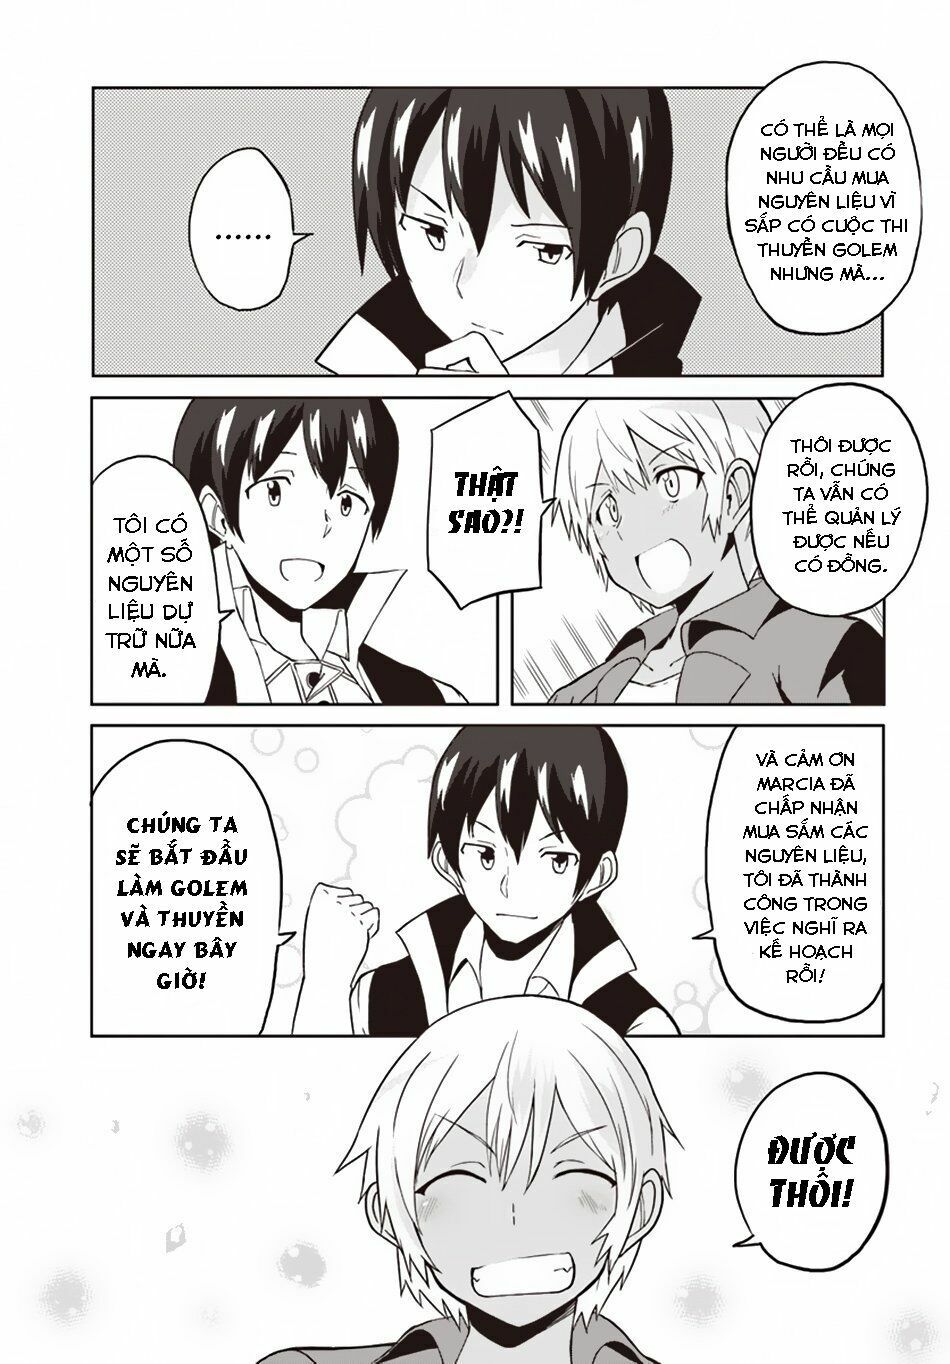 CÓ THỂ LÀ MỌI
NGƯỜI ĐỀU CÓ
NHU CẦU MUA
NGUYÊN LIỆU VÌ
SẮP CÓ CUỘC THI
THUYỀN GOLEM
NHƯNG MÀ...
......
THÔI ĐƯỢC
RỒI, CHÚNG
TA VẪN CÓ
THỂ QUẢN LÝ
ĐƯỢC NẾU
CÓ ĐỒNG.
THẬT
SAO?!
TÔI CÓ
MỘT SỐ
NGUYÊN
LIỆU DỰ
TRỮ NỮA
MÀ.
VÀ CẢM ƠN
MARCIA ĐÃ
CHẤP NHẬN
MUA SẮM CÁC
NGUYÊN LIỆU,
TÔI ĐÃ THÀNH
CÔNG TRONG
VIỆC NGHĨ RA
KẾ HOẠCH
RỒI!
CHÚNG TA
SẼ BẮT ĐẦU
LÀM GOLEM
VÀ THUYỀN
NGAY BÂY
GIỜ!
ĐƯỢC
THÔI!